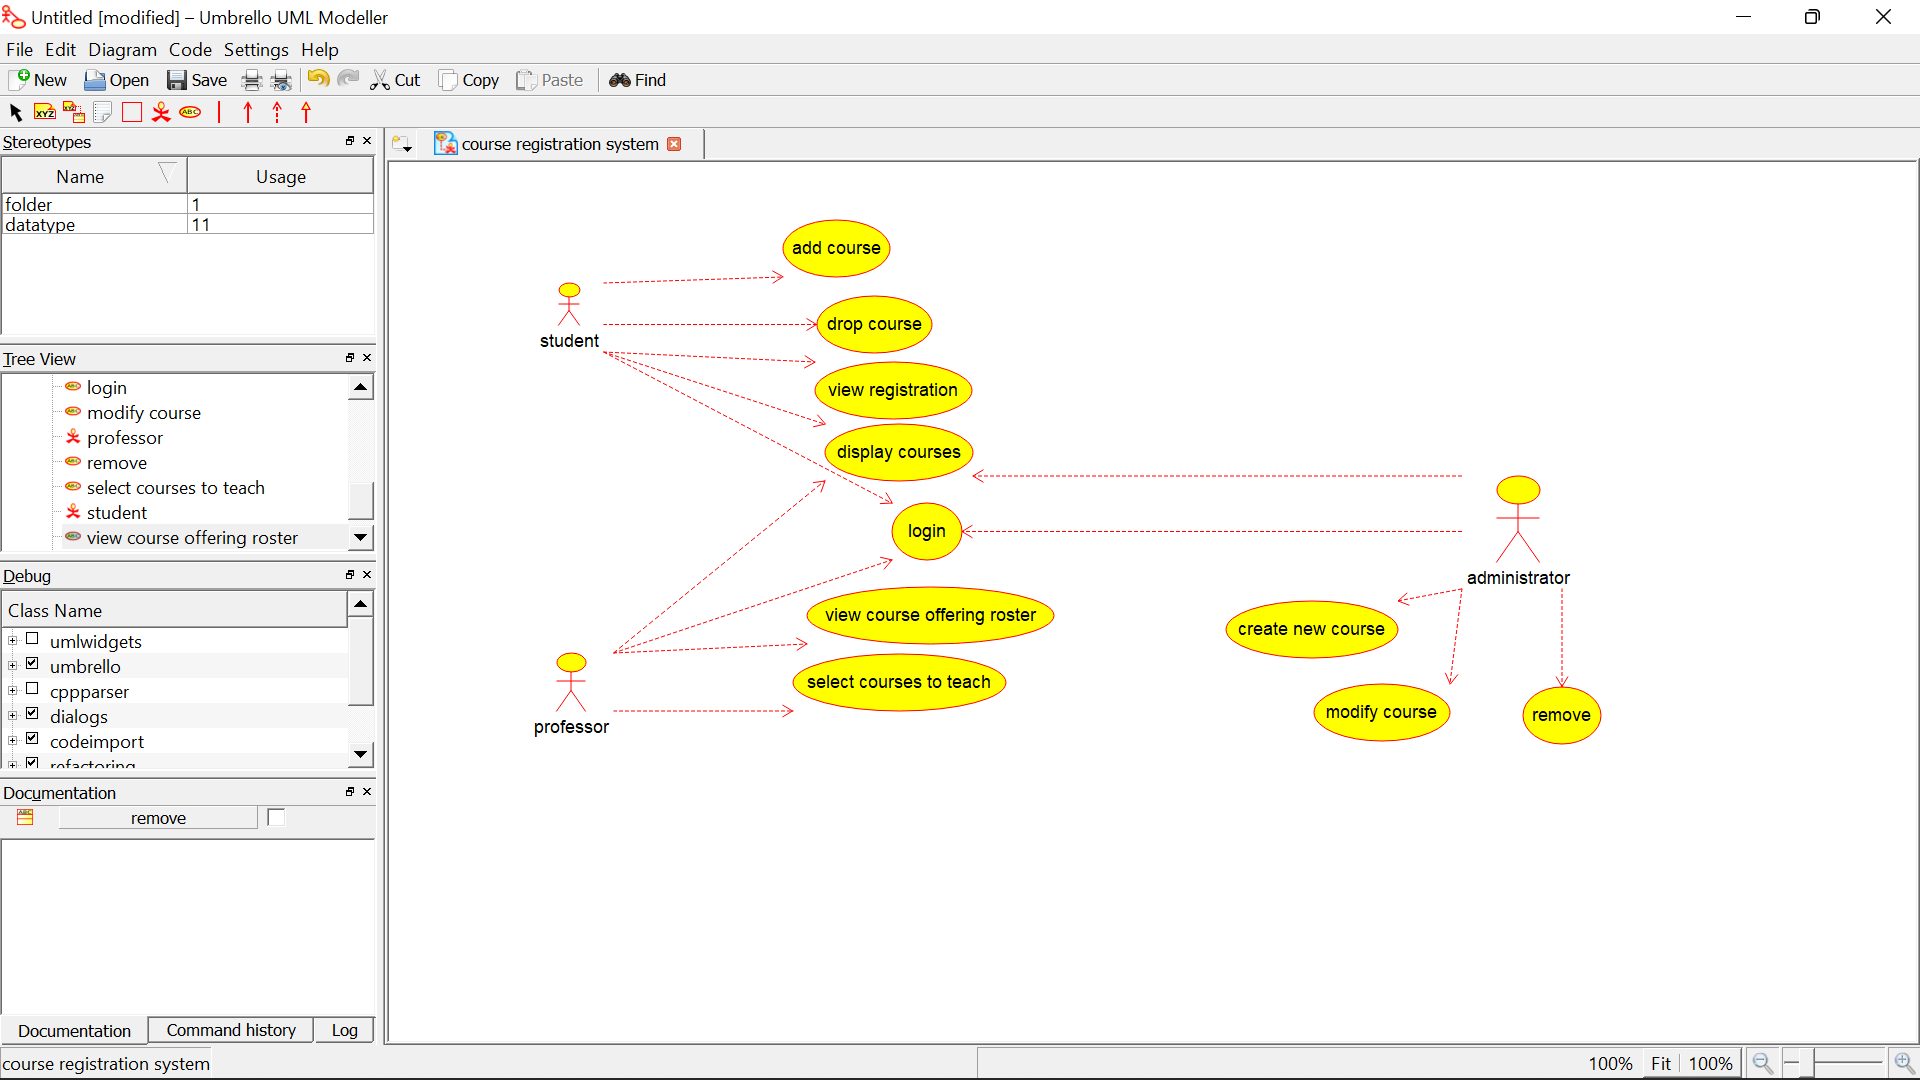 Untitled [modified] – Umbrello UML Modeller
File Edit Diagram Code Settings Help
New Open Save Cut Copy Paste Find
XYZ XYZ ABC
Stereotypes
course registration system
Name Usage
folder 1
datatype 11
Tree View
login
modify course
professor
remove
select courses to teach
student
view course offering roster
Debug
Class Name
umlwidgets
umbrello
cppparser
dialogs
codeimport
refactoring
Documentation
remove
Documentation Command history Log
add course
student
drop course
view registration
display courses
login
administrator
view course offering roster
create new course
select courses to teach
modify course
remove
professor
course registration system
100% Fit 100%